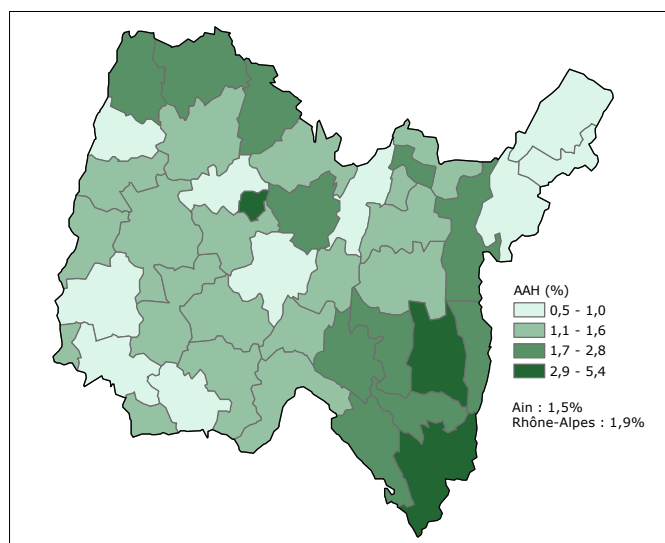 AAH (%)
0,5 - 1,0
1,1 - 1,6
1,7 - 2,8
2,9 - 5,4
Ain : 1,5%
Rhône-Alpes : 1,9%